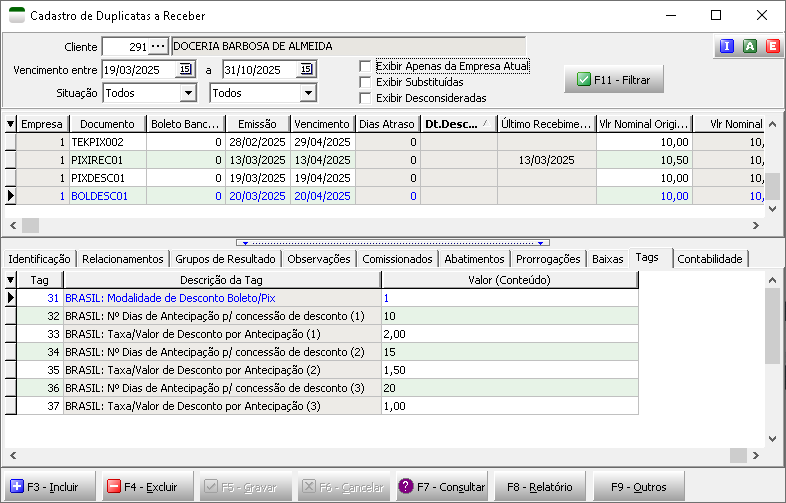 Cadastro de Duplicatas a Receber
Cliente 291 ··· DOCERIA BARBOSA DE ALMEIDA
Vencimento entre 19/03/2025 15 a 31/10/2025 15
Situação Todos Todos
Exibir Apenas da Empresa Atual
Exibir Substituídas
Exibir Desconsideradas
F11 - Filtrar
I A E
Empresa Documento Boleto Banc... Emissão Vencimento Dias Atraso Dt.Desc... Último Recebime... Vlr Nominal Origi... Vlr Nominal
1 TEKPIX002 0 28/02/2025 29/04/2025 0 10,00 10,
1 PIXIREC01 0 13/03/2025 13/04/2025 0 13/03/2025 10,50 10,
1 PIXDESC01 0 19/03/2025 19/04/2025 0 10,00 10,
1 BOLDESC01 0 20/03/2025 20/04/2025 0 10,00 10,
Identificação Relacionamentos Grupos de Resultado Observações Comissionados Abatimentos Prorrogações Baixas Tags Contabilidade
Tag Descrição da Tag Valor (Conteúdo)
31 BRASIL: Modalidade de Desconto Boleto/Pix 1
32 BRASIL: Nº Dias de Antecipação p/ concessão de desconto (1) 10
33 BRASIL: Taxa/Valor de Desconto por Antecipação (1) 2,00
34 BRASIL: Nº Dias de Antecipação p/ concessão de desconto (2) 15
35 BRASIL: Taxa/Valor de Desconto por Antecipação (2) 1,50
36 BRASIL: Nº Dias de Antecipação p/ concessão de desconto (3) 20
37 BRASIL: Taxa/Valor de Desconto por Antecipação (3) 1,00
F3 - Incluir F4 - Excluir F5 - Gravar F6 - Cancelar ? F7 - Consultar F8 - Relatório F9 - Outros